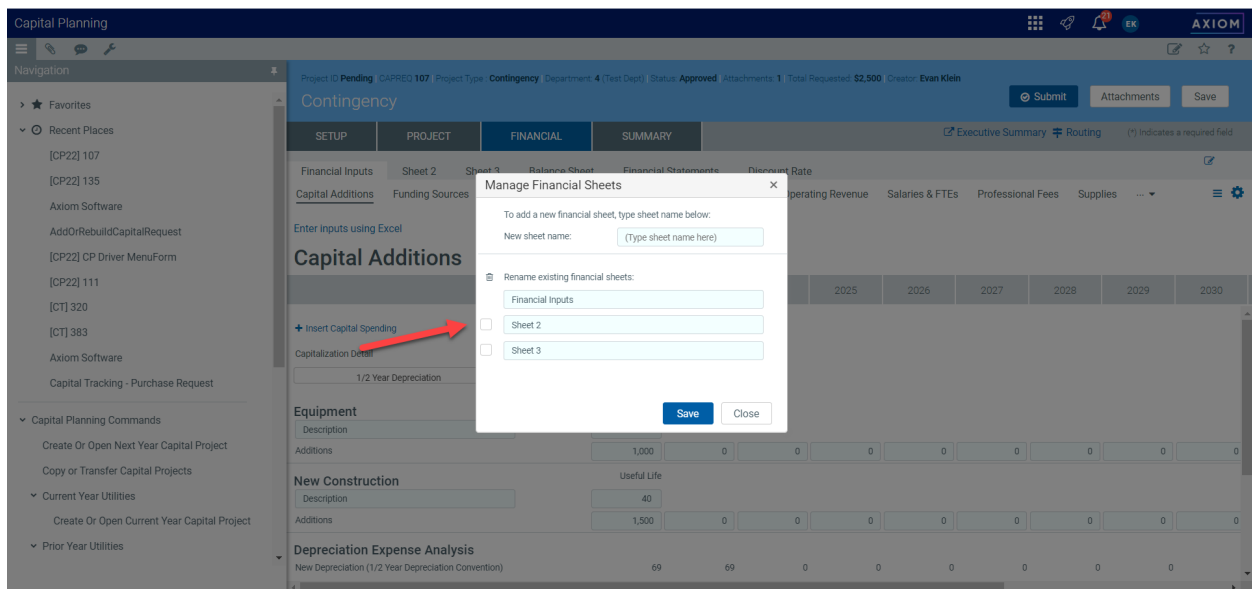 Capital Planning
21
EK
AXIOM
?
Navigation
Favorites
Recent Places
[CP22] 107
[CP22] 135
Axiom Software
AddOrRebuildCapitalRequest
[CP22] CP Driver MenuForm
[CP22] 111
[CT] 320
[CT] 383
Axiom Software
Capital Tracking - Purchase Request
Capital Planning Commands
Create Or Open Next Year Capital Project
Copy or Transfer Capital Projects
Current Year Utilities
Create Or Open Current Year Capital Project
Prior Year Utilities
Project ID Pending | CAPREQ 107 | Project Type : Contingency | Department: 4 (Test Dept) | Status: Approved | Attachments: 1 | Total Requested: $2,500 | Creator: Evan Klein
Contingency
Submit Attachments Save
SETUP PROJECT FINANCIAL SUMMARY
Executive Summary Routing (*) Indicates a required field
Financial Inputs Sheet 2 Sheet 3 Balance Sheet Financial Statements Discount Rate
Capital Additions Funding Sources Operating Revenue Salaries & FTEs Professional Fees Supplies ...
Enter inputs using Excel
Capital Additions
2025 2026 2027 2028 2029 2030
+ Insert Capital Spending
Capitalization Detail
1/2 Year Depreciation
Equipment
Description
Additions 1,000 0 0 0 0 0 0 0 0
New Construction Useful Life
Description 40
Additions 1,500 0 0 0 0 0 0 0 0
Depreciation Expense Analysis
New Depreciation (1/2 Year Depreciation Convention) 69 69 0 0 0 0 0 0
Manage Financial Sheets ×
To add a new financial sheet, type sheet name below:
New sheet name: (Type sheet name here)
Rename existing financial sheets:
Financial Inputs
Sheet 2
Sheet 3
Save Close